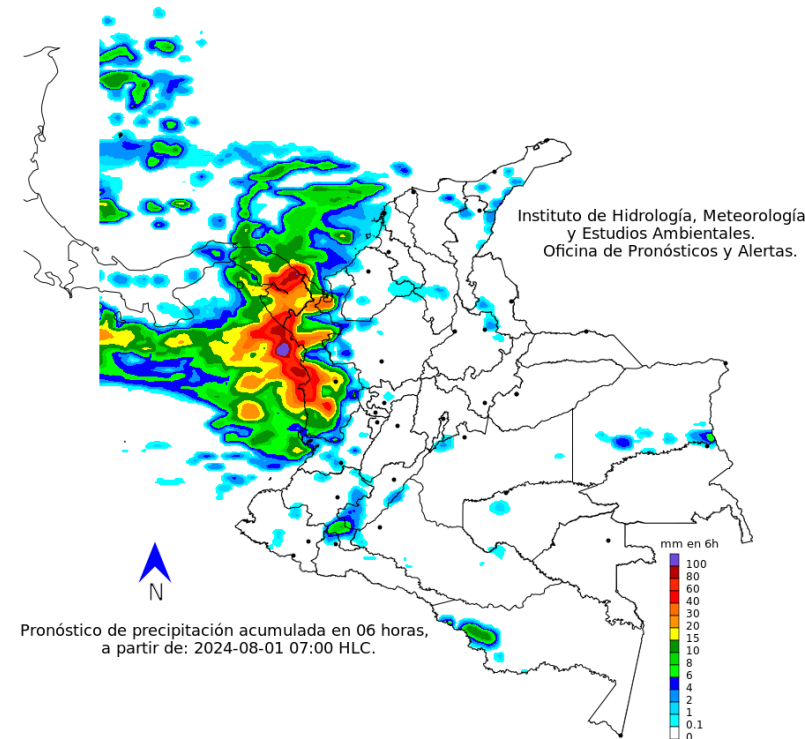 Instituto de Hidrología, Meteorología
y Estudios Ambientales.
Oficina de Pronósticos y Alertas.
mm en 6h
100
80
60
40
30
20
15
10
8
6
4
2
1
0.1
0
N
Pronóstico de precipitación acumulada en 06 horas,
a partir de: 2024-08-01 07:00 HLC.